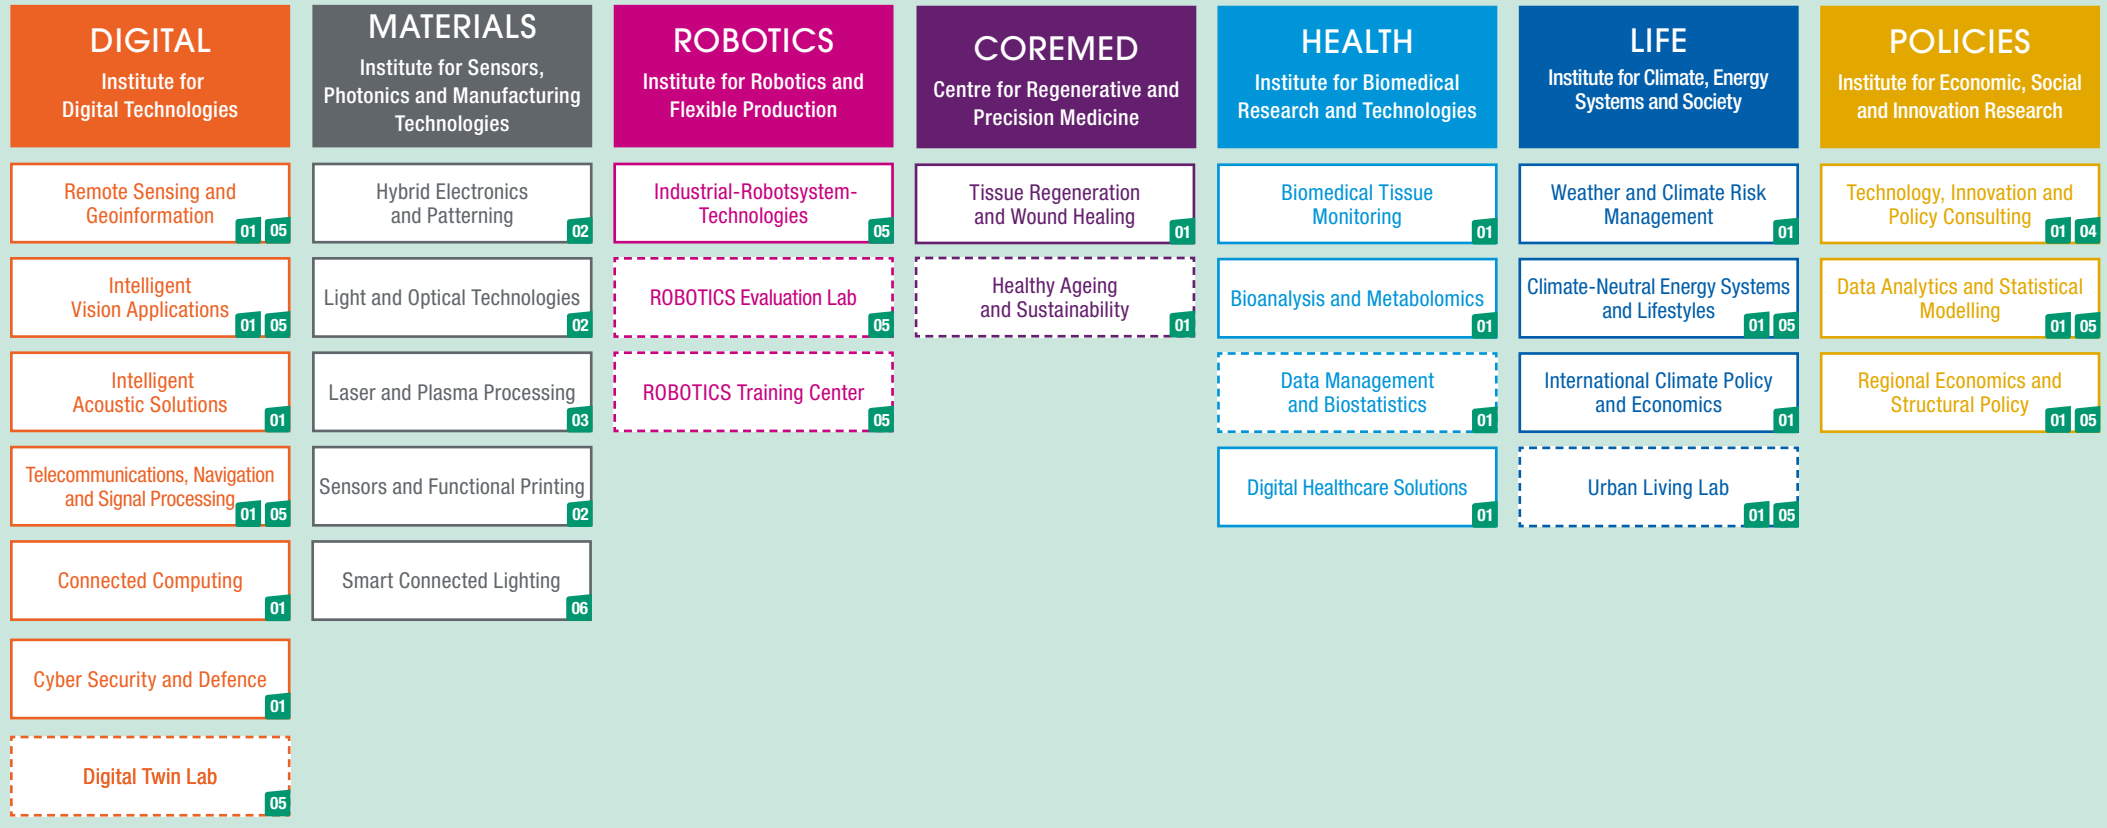 DIGITAL
Institute for
Digital Technologies
Remote Sensing and
Geoinformation
01 05
Intelligent
Vision Applications
01 05
Intelligent
Acoustic Solutions
01
Telecommunications, Navigation
and Signal Processing
01 05
Connected Computing
01
Cyber Security and Defence
01
Digital Twin Lab
05
MATERIALS
Institute for Sensors,
Photonics and Manufacturing
Technologies
Hybrid Electronics
and Patterning
02
Light and Optical Technologies
02
Laser and Plasma Processing
03
Sensors and Functional Printing
02
Smart Connected Lighting
06
ROBOTICS
Institute for Robotics and
Flexible Production
Industrial-Robotsystem-
Technologies
05
ROBOTICS Evaluation Lab
05
ROBOTICS Training Center
05
COREMED
Centre for Regenerative and
Precision Medicine
Tissue Regeneration
and Wound Healing
01
Healthy Ageing
and Sustainability
01
HEALTH
Institute for Biomedical
Research and Technologies
Biomedical Tissue
Monitoring
01
Bioanalysis and Metabolomics
01
Data Management
and Biostatistics
01
Digital Healthcare Solutions
01
LIFE
Institute for Climate, Energy
Systems and Society
Weather and Climate Risk
Management
01
Climate-Neutral Energy Systems
and Lifestyles
01 05
International Climate Policy
and Economics
01
Urban Living Lab
01 05
POLICIES
Institute for Economic, Social
and Innovation Research
Technology, Innovation and
Policy Consulting
01 04
Data Analytics and Statistical
Modelling
01 05
Regional Economics and
Structural Policy
01 05